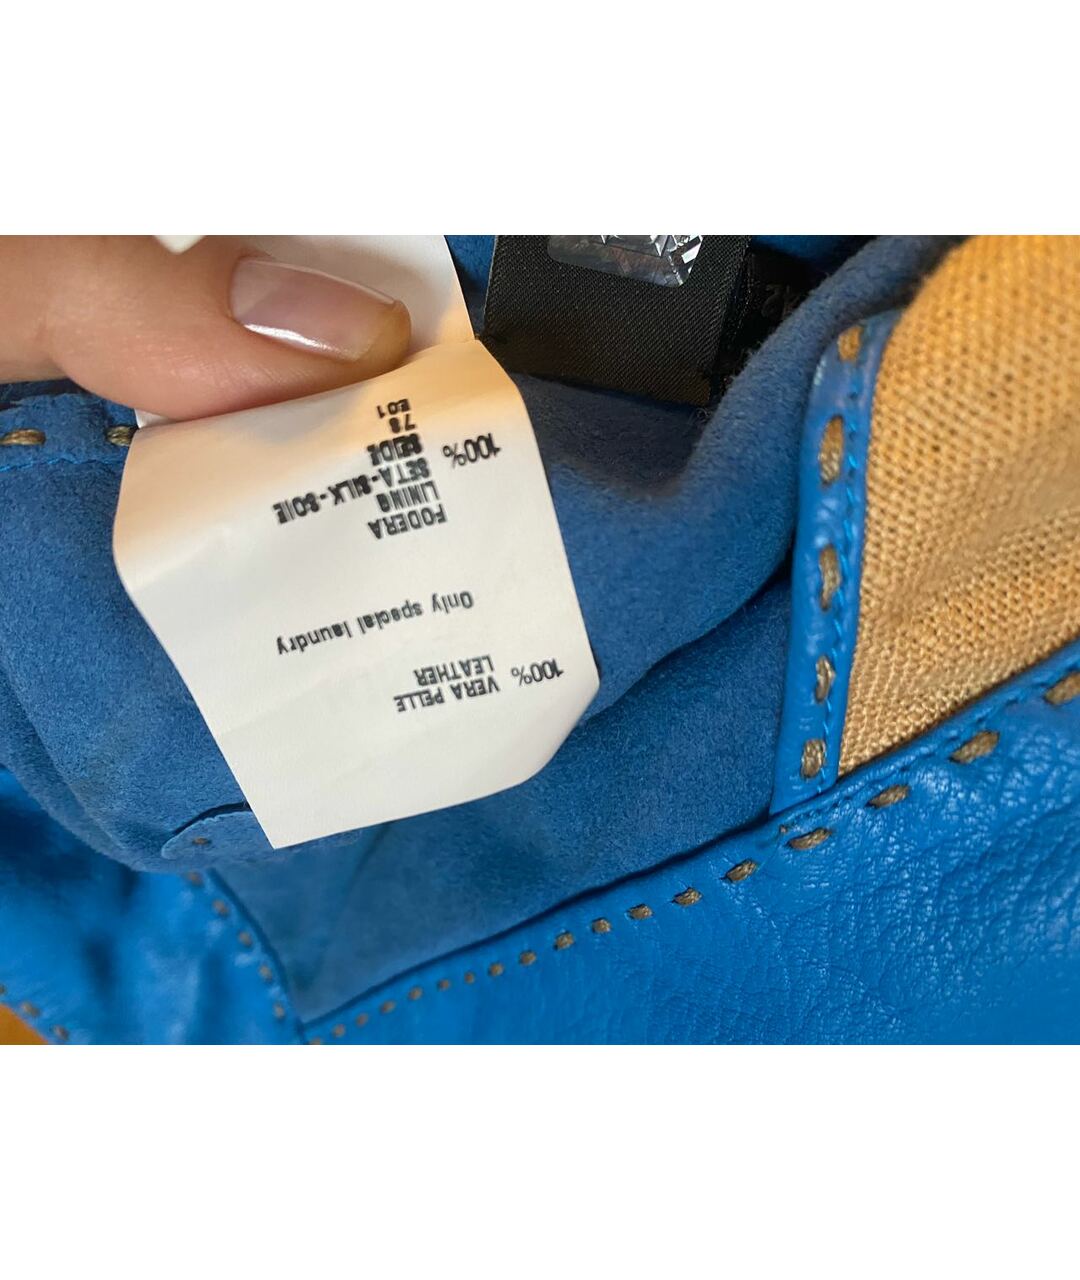 100% VERA PELLE
LEATHER
Only special laundry
FODERA
LINING
100% SETA-SILK-SOIE
SEIDE
78
E01